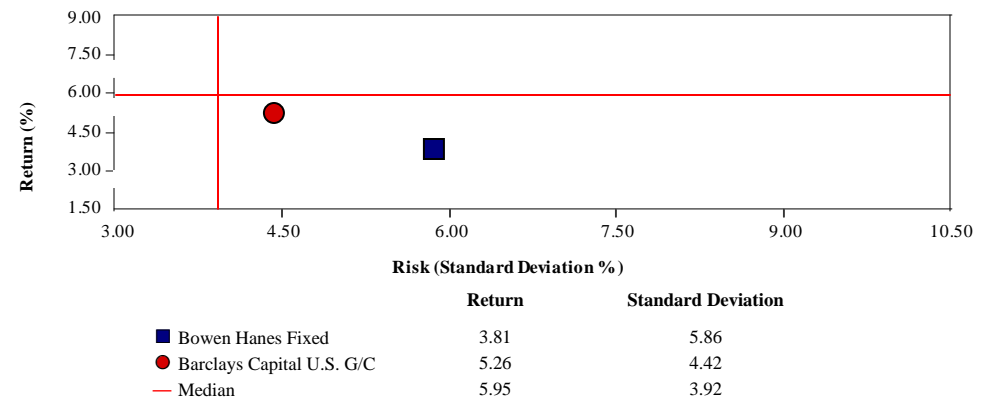 9.00
7.50
6.00
4.50
3.00
1.50
Return (%)
3.00 4.50 6.00 7.50 9.00 10.50
Risk (Standard Deviation %)
Return Standard Deviation
Bowen Hanes Fixed 3.81 5.86
Barclays Capital U.S. G/C 5.26 4.42
Median 5.95 3.92